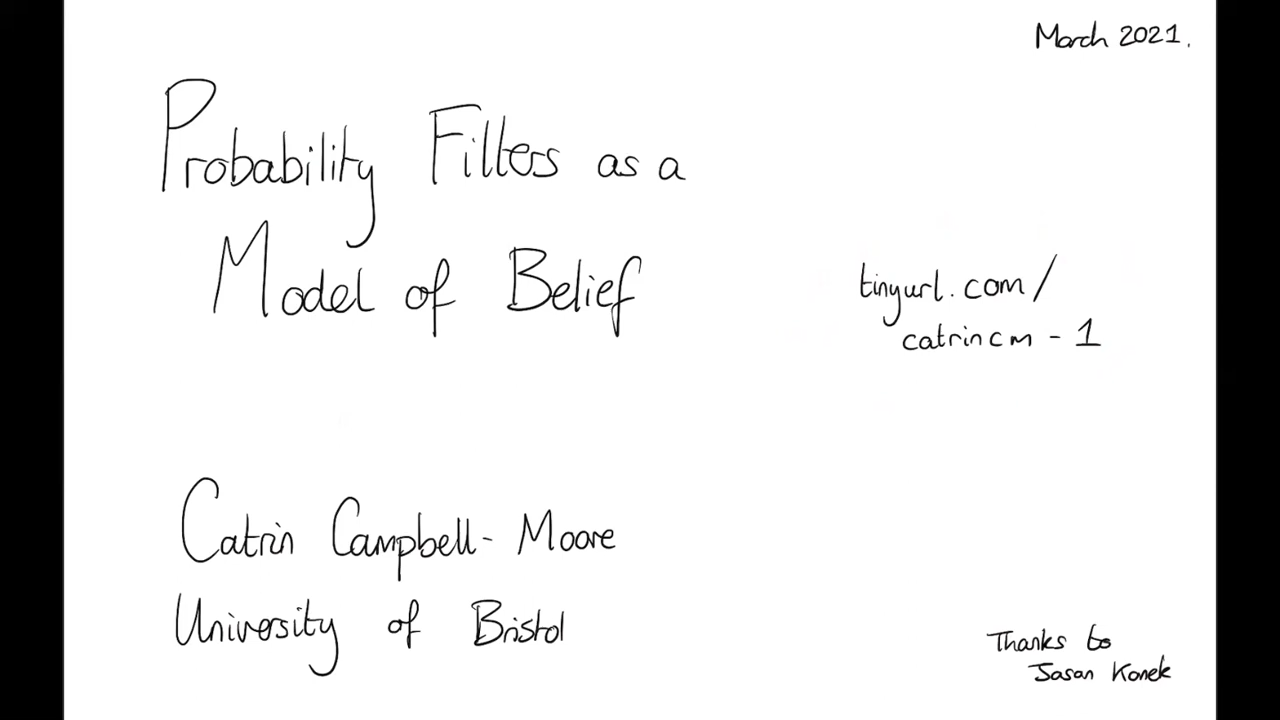 March 2021.
Probability Filters as a
Model of Belief
tinyurl.com/
catrincm-1
Catrin Campbell-Moore
University of Bristol
Thanks to
Jason Konek